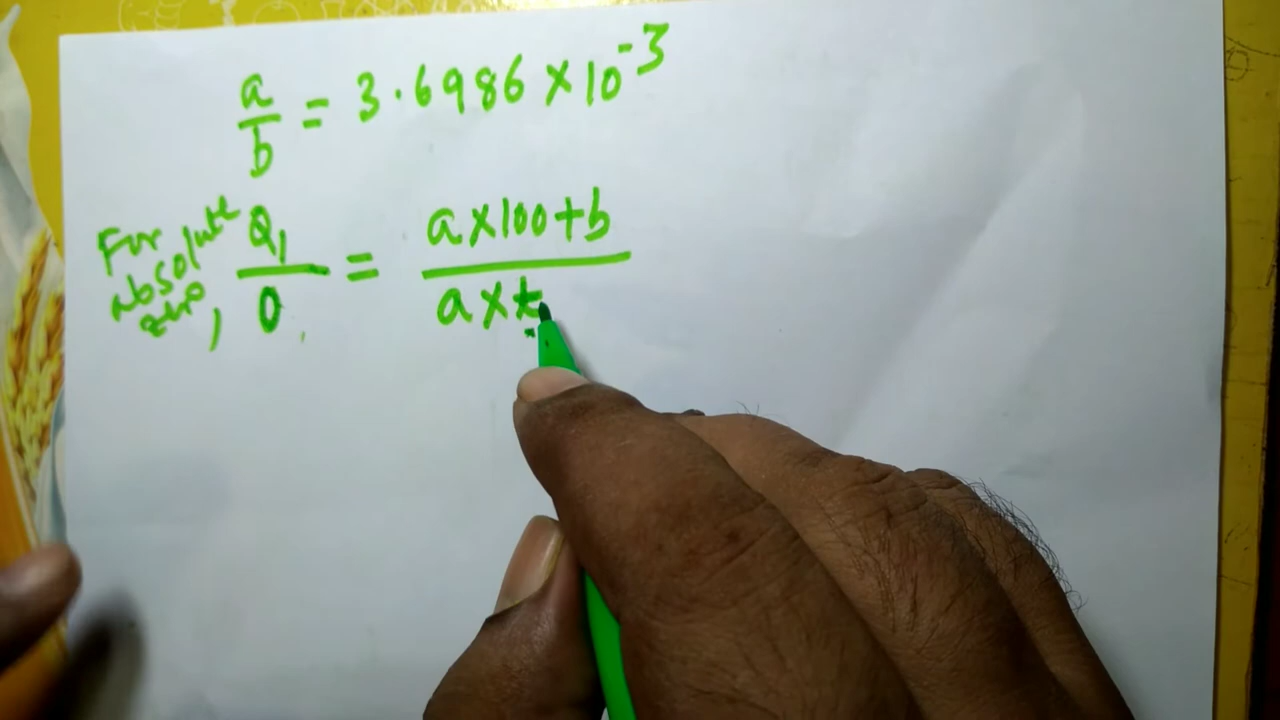 a/b = 3.6986 × 10⁻³
For absolute zero, Q₁/0 = (a×100+b)/(a×t